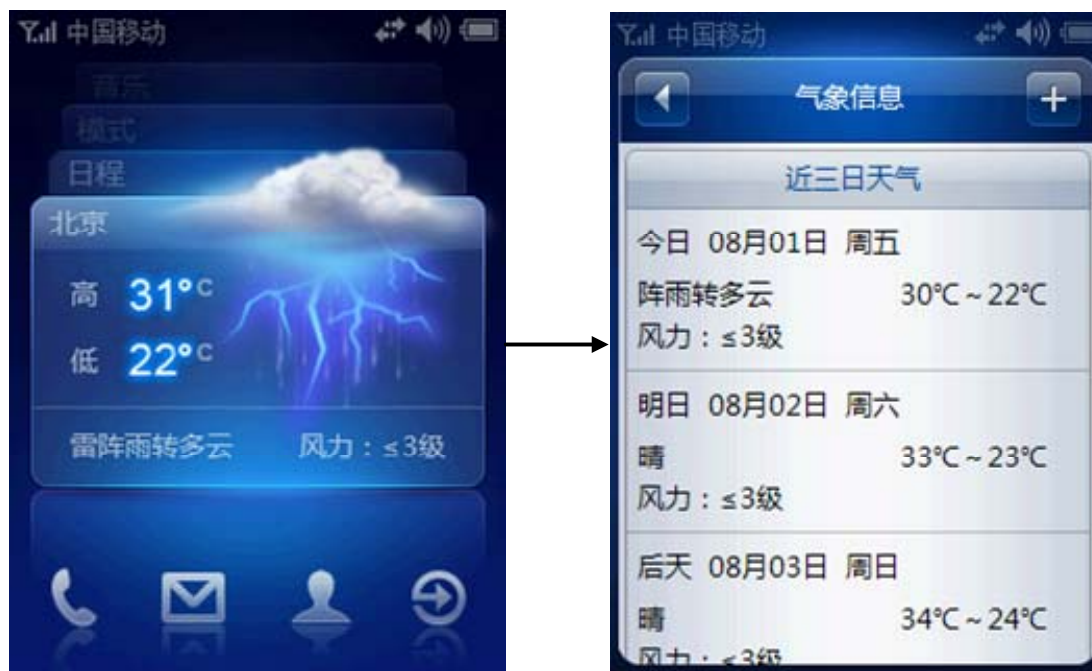 中国移动
音乐
模式
日程
北京
高 31°C
低 22°C
雷阵雨转多云 风力：≤3级
中国移动
气象信息
近三日天气
今日 08月01日 周五
阵雨转多云 30℃~22℃
风力：≤3级
明日 08月02日 周六
晴 33℃~23℃
风力：≤3级
后天 08月03日 周日
晴 34℃~24℃
风力：≤3级